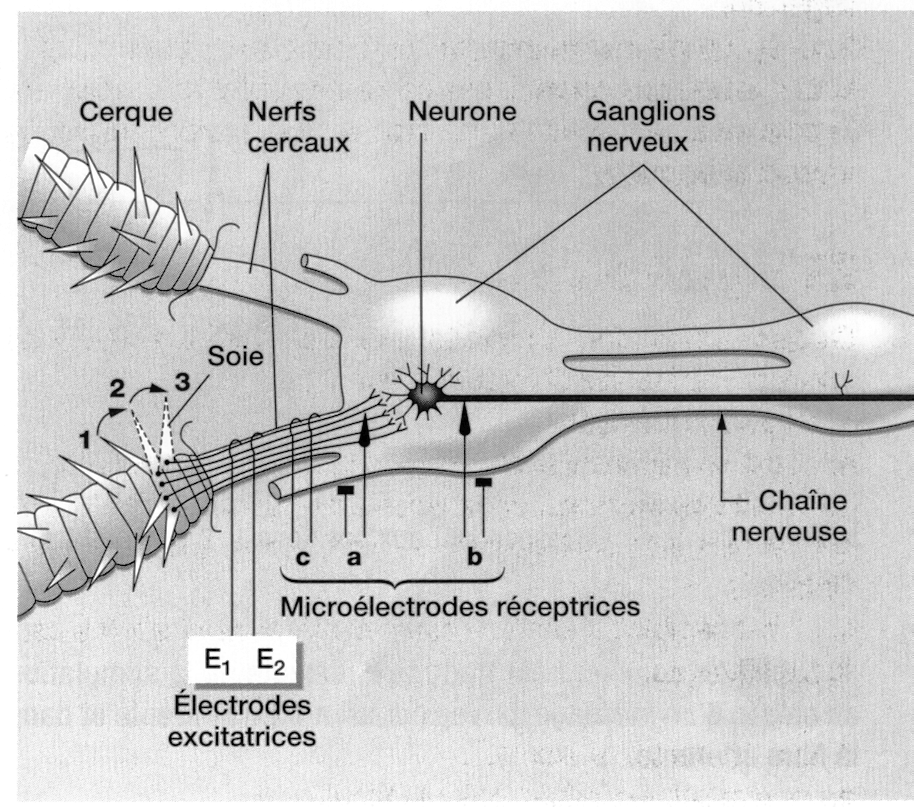 Cerque
Nerfs
cercaux
Neurone
Ganglions
nerveux
Soie
1
2
3
c a b
Chaîne
nerveuse
Microélectrodes réceptrices
E₁ E₂
Électrodes
excitatrices